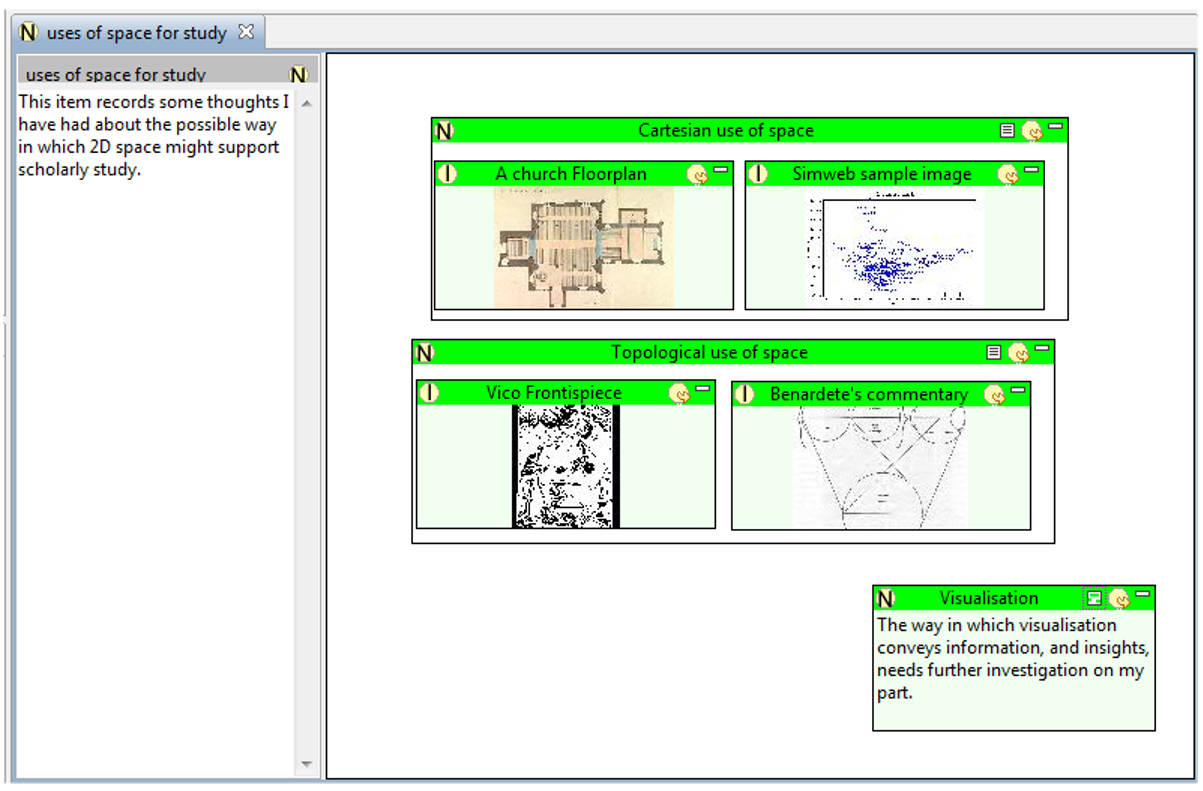 N uses of space for study
uses of space for study N
This item records some thoughts I
have had about the possible way
in which 2D space might support
scholarly study.
N Cartesian use of space
I A church Floorplan
I Simweb sample image
N Topological use of space
I Vico Frontispiece
I Benardete's commentary
N Visualisation
The way in which visualisation
conveys information, and insights,
needs further investigation on my
part.